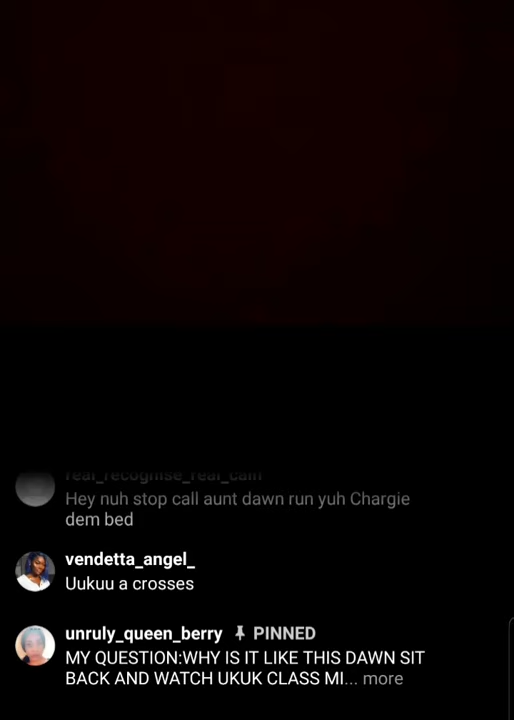 real_recognise_real_cain
Hey nuh stop call aunt dawn run yuh Chargie
dem bed
vendetta_angel_
Uukuu a crosses
unruly_queen_berry PINNED
MY QUESTION:WHY IS IT LIKE THIS DAWN SIT
BACK AND WATCH UKUK CLASS MI... more